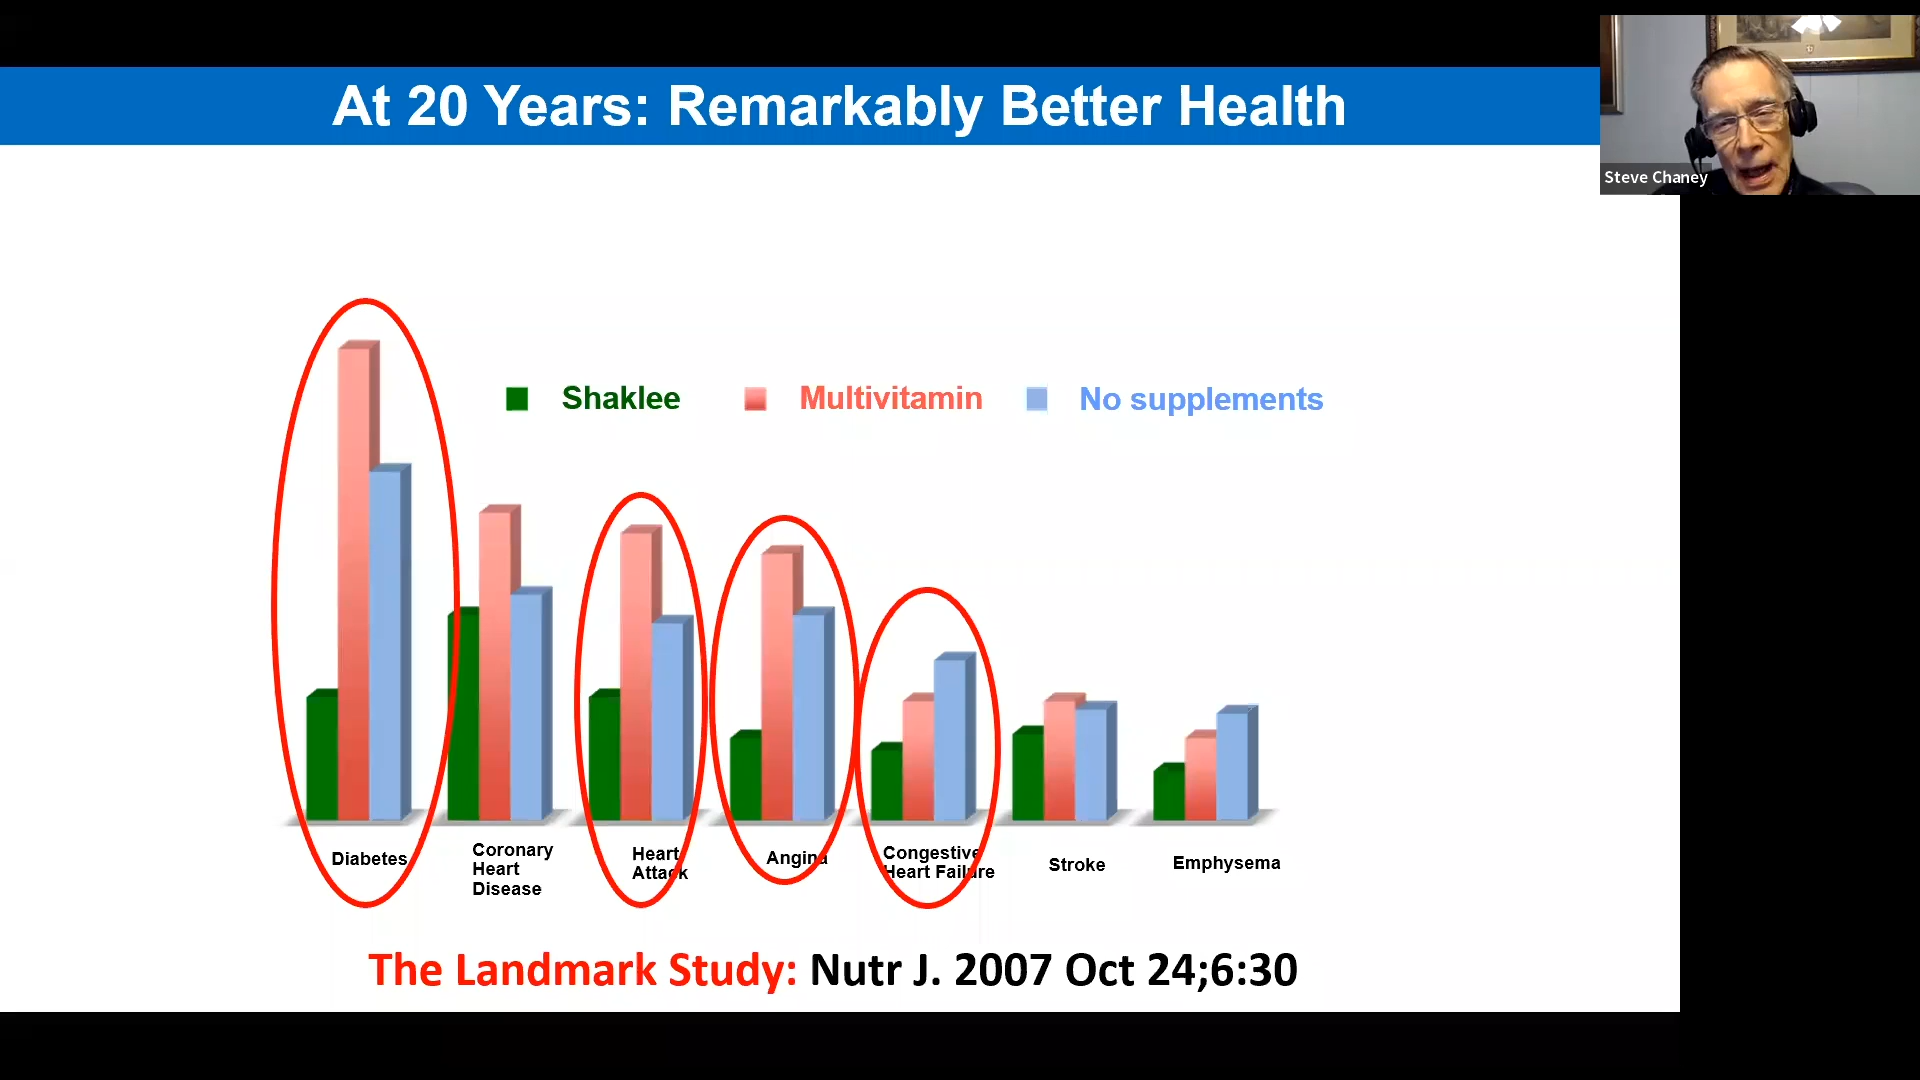 At 20 Years: Remarkably Better Health
Steve Chaney
Shaklee
Multivitamin
No supplements
Diabetes
Coronary
Heart
Disease
Heart
Attack
Angina
Congestive
Heart Failure
Stroke
Emphysema
The Landmark Study: Nutr J. 2007 Oct 24;6:30